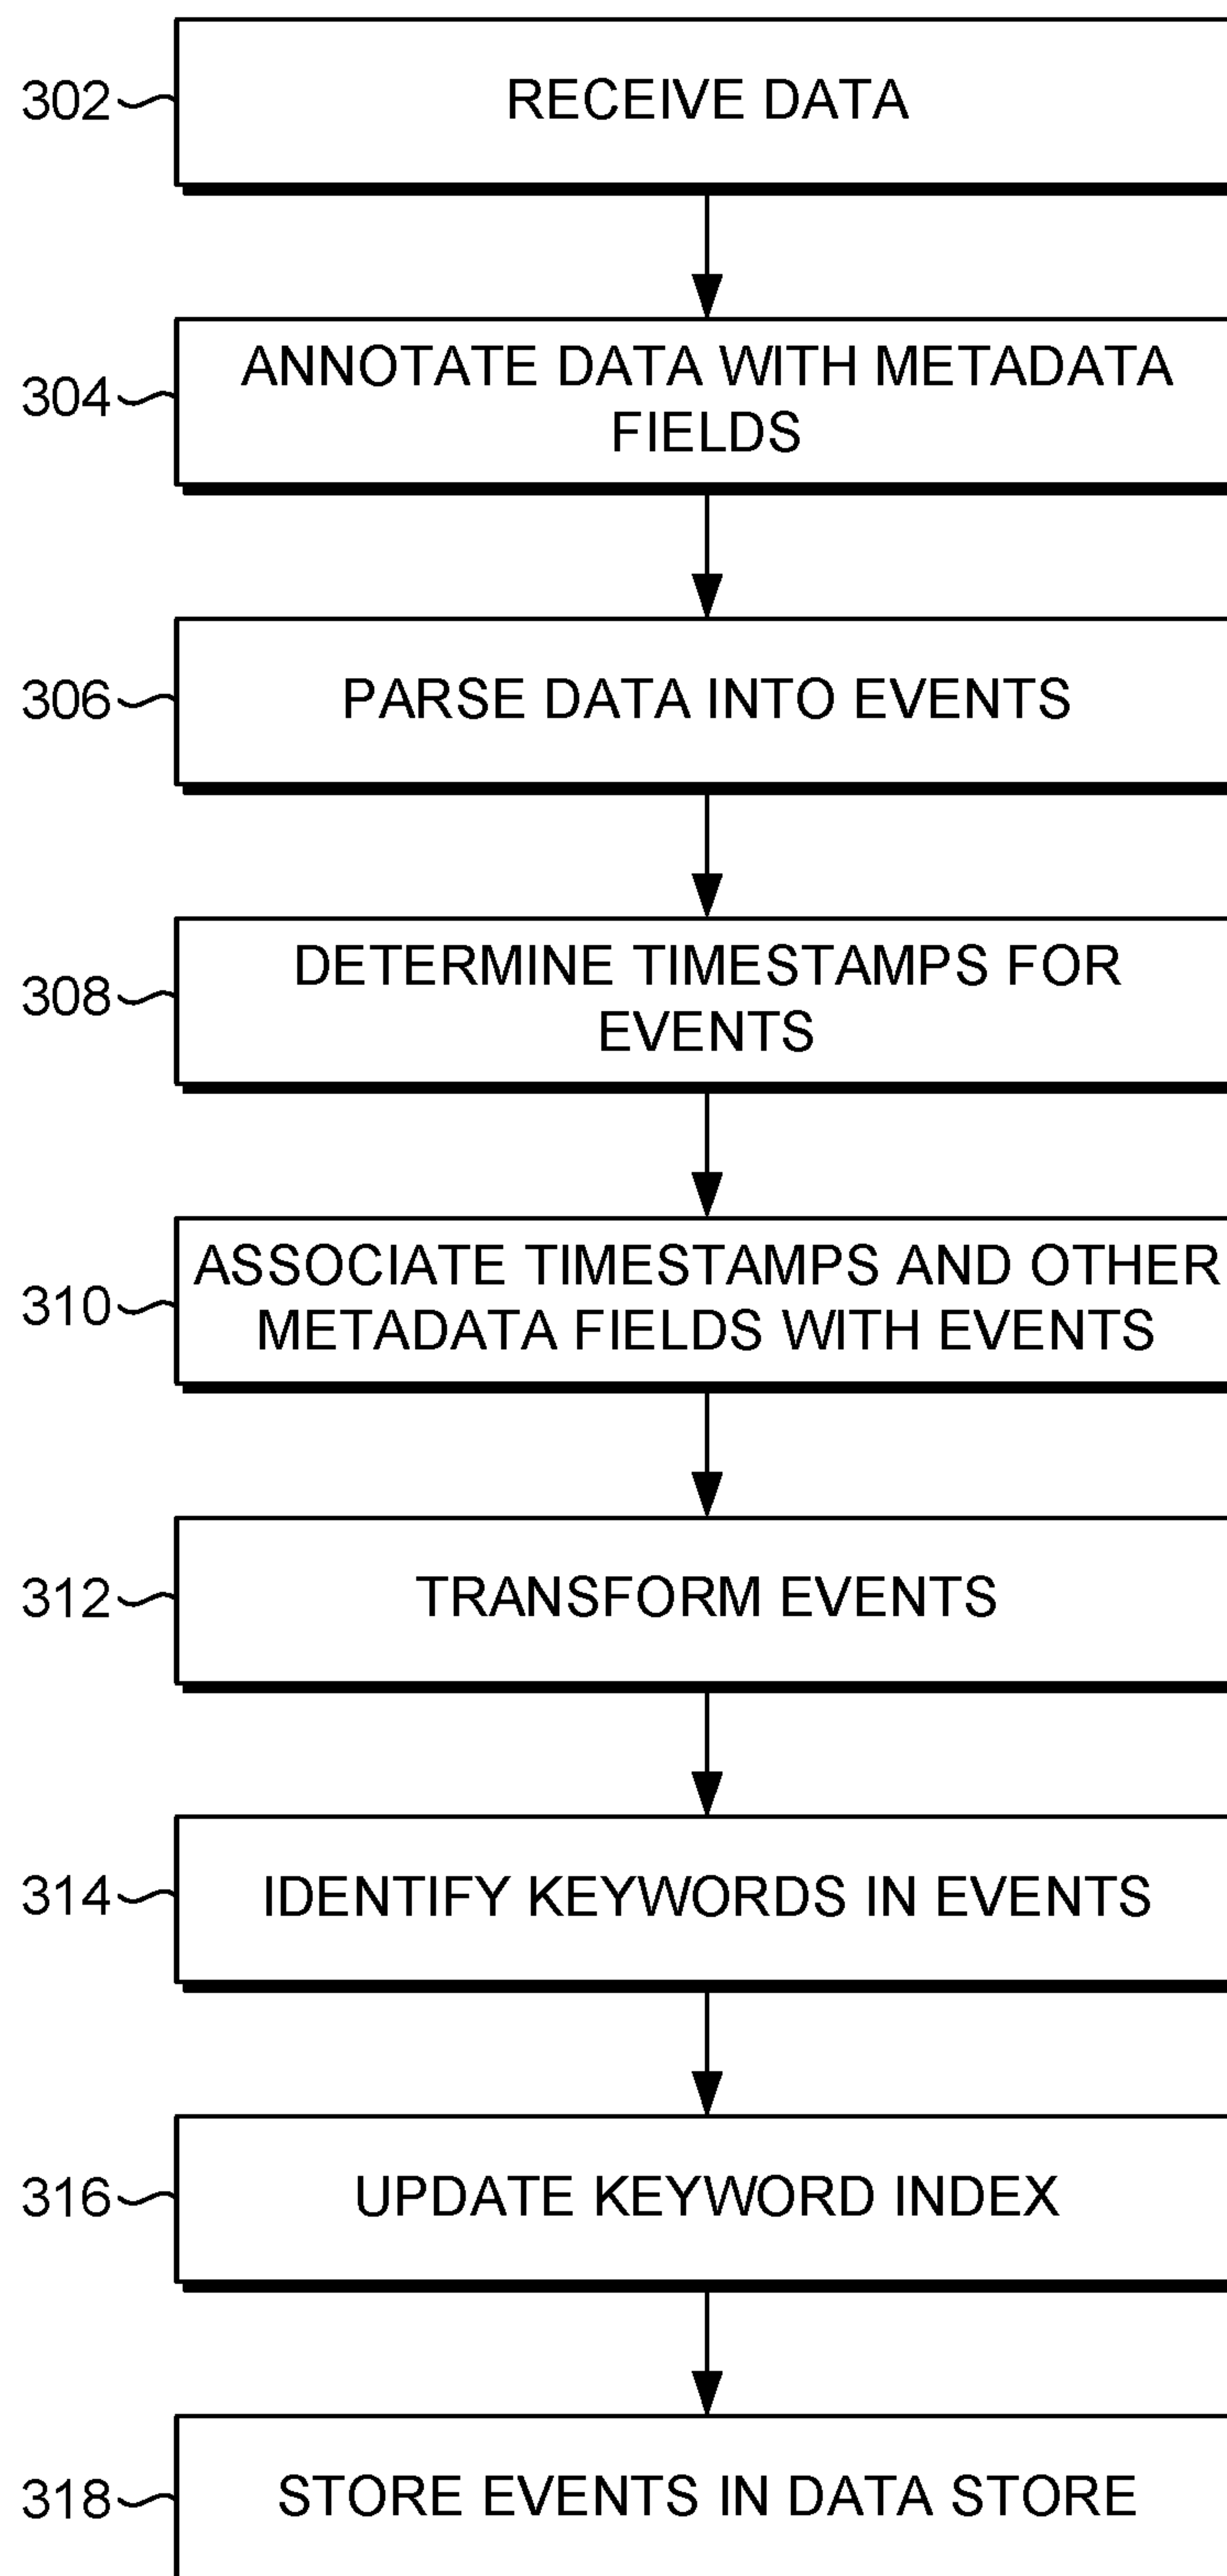 302
RECEIVE DATA
304
ANNOTATE DATA WITH METADATA
FIELDS
306
PARSE DATA INTO EVENTS
308
DETERMINE TIMESTAMPS FOR
EVENTS
310
ASSOCIATE TIMESTAMPS AND OTHER
METADATA FIELDS WITH EVENTS
312
TRANSFORM EVENTS
314
IDENTIFY KEYWORDS IN EVENTS
316
UPDATE KEYWORD INDEX
318
STORE EVENTS IN DATA STORE